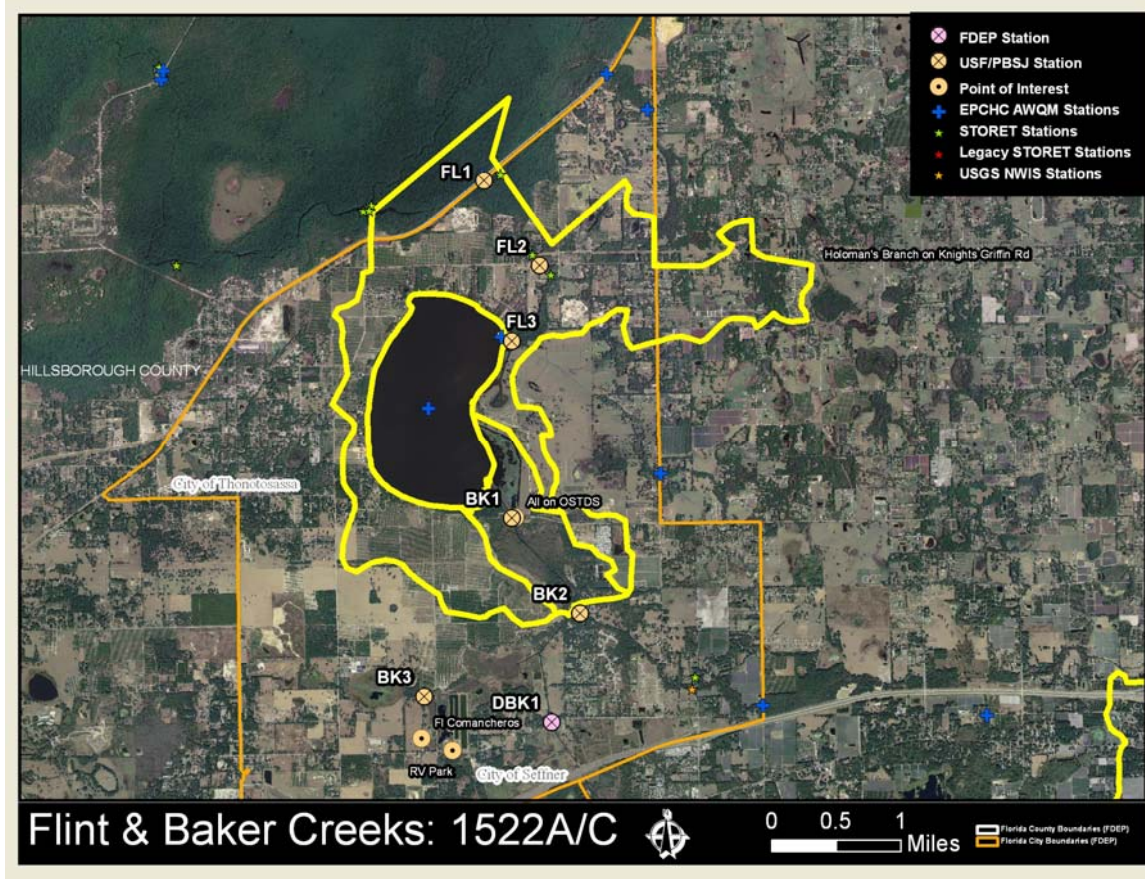 FDEP Station
USF/PBSJ Station
Point of Interest
EPCHC AWQM Stations
STORET Stations
Legacy STORET Stations
USGS NWIS Stations
FL1
FL2
Holoman's Branch on Knights Griffin Rd
FL3
HILLSBOROUGH COUNTY
City of Thonotosassa
BK1
All on OSTDS
BK2
BK3
DBK1
Fl Comancheros
RV Park
City of Seffner
Flint & Baker Creeks: 1522A/C
0 0.5 1
Miles
Florida County Boundaries (FDEP)
Florida City Boundaries (FDEP)